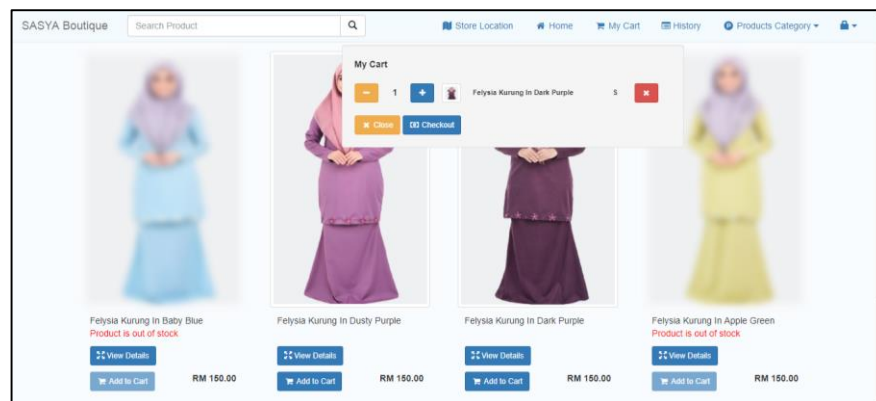 SASYA Boutique Search Product Store Location Home My Cart History Products Category
My Cart
1 Felysia Kurung In Dark Purple S
Close Checkout
Felysia Kurung In Baby Blue Felysia Kurung In Dusty Purple Felysia Kurung In Dark Purple Felysia Kurung In Apple Green
Product is out of stock Product is out of stock
View Details View Details View Details View Details
Add to Cart RM 150.00 Add to Cart RM 150.00 Add to Cart RM 150.00 Add to Cart RM 150.00